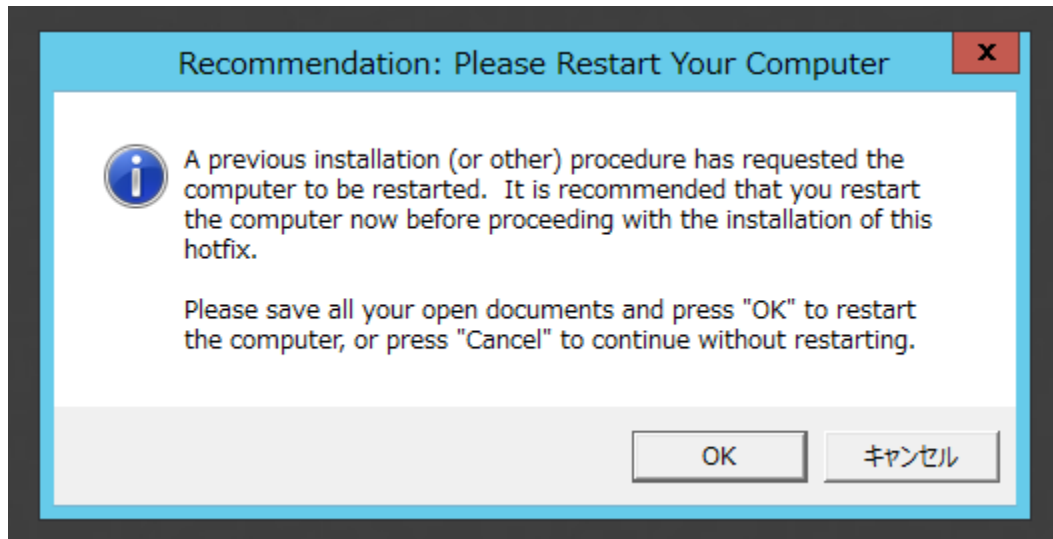 Recommendation: Please Restart Your Computer
x
A previous installation (or other) procedure has requested the
computer to be restarted.  It is recommended that you restart
the computer now before proceeding with the installation of this
hotfix.
Please save all your open documents and press "OK" to restart
the computer, or press "Cancel" to continue without restarting.
OK
キャンセル